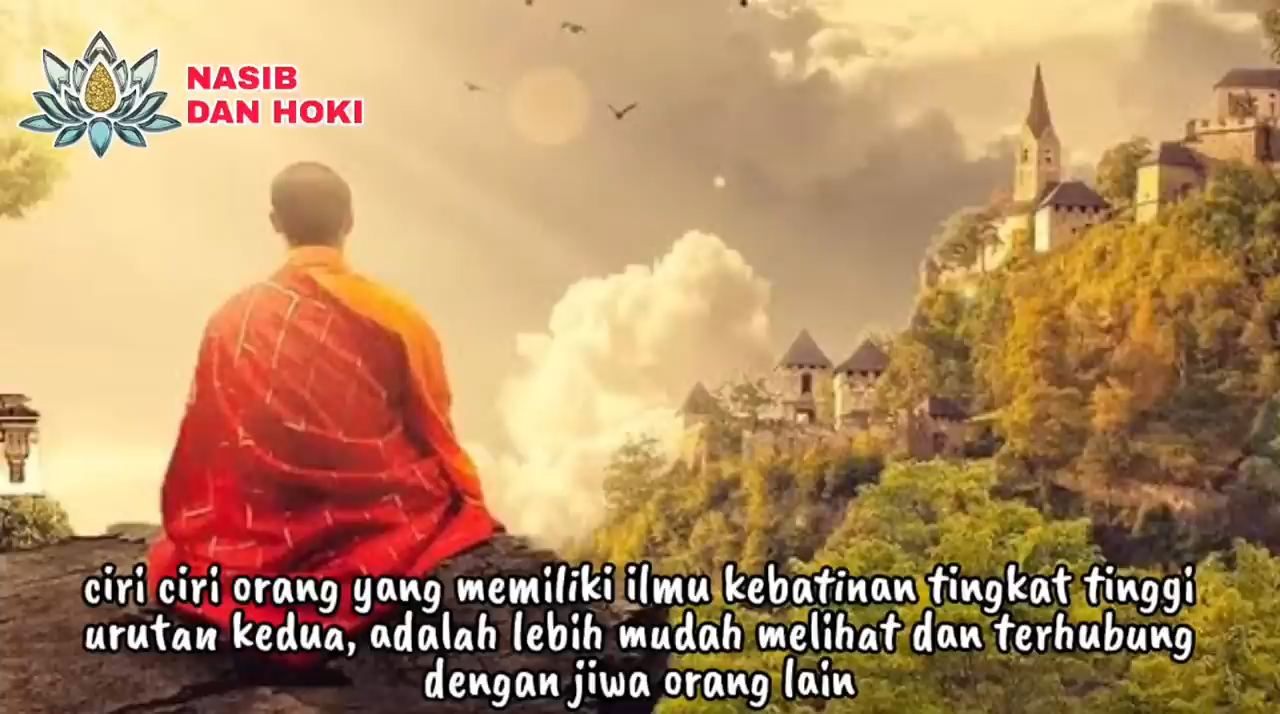 NASIB
DAN HOKI
ciri ciri orang yang memiliki ilmu kebatinan tingkat tinggi
urutan kedua, adalah lebih mudah melihat dan terhubung
dengan jiwa orang lain